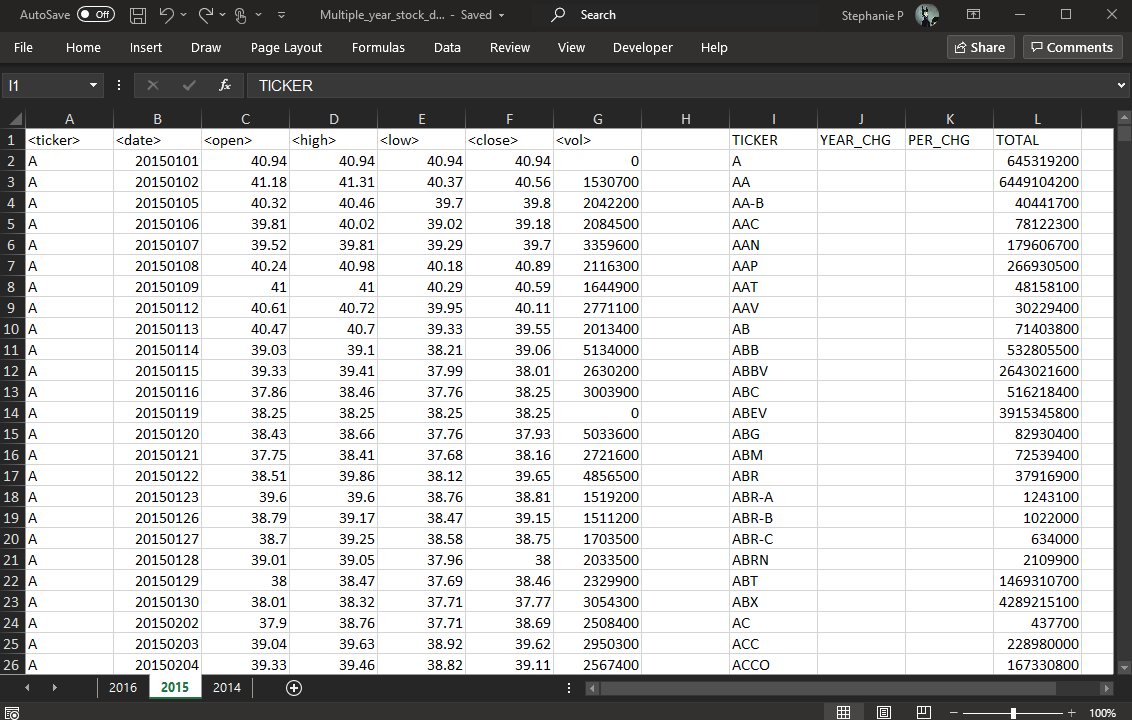 AutoSave Off Multiple_year_stock_d... - Saved Search Stephanie P
File Home Insert Draw Page Layout Formulas Data Review View Developer Help Share Comments
I1 fx TICKER
A B C D E F G H I J K L
1 <ticker> <date> <open> <high> <low> <close> <vol> TICKER YEAR_CHG PER_CHG TOTAL
2 A 20150101 40.94 40.94 40.94 40.94 0 A 645319200
3 A 20150102 41.18 41.31 40.37 40.56 1530700 AA 6449104200
4 A 20150105 40.32 40.46 39.7 39.8 2042200 AA-B 40441700
5 A 20150106 39.81 40.02 39.02 39.18 2084500 AAC 78122300
6 A 20150107 39.52 39.81 39.29 39.7 3359600 AAN 179606700
7 A 20150108 40.24 40.98 40.18 40.89 2116300 AAP 266930500
8 A 20150109 41 41 40.29 40.59 1644900 AAT 48158100
9 A 20150112 40.61 40.72 39.95 40.11 2771100 AAV 30229400
10 A 20150113 40.47 40.7 39.33 39.55 2013400 AB 71403800
11 A 20150114 39.03 39.1 38.21 39.06 5134000 ABB 532805500
12 A 20150115 39.33 39.41 37.99 38.01 2630200 ABBV 2643021600
13 A 20150116 37.86 38.46 37.76 38.25 3003900 ABC 516218400
14 A 20150119 38.25 38.25 38.25 38.25 0 ABEV 3915345800
15 A 20150120 38.43 38.66 37.76 37.93 5033600 ABG 82930400
16 A 20150121 37.75 38.41 37.68 38.16 2721600 ABM 72539400
17 A 20150122 38.51 39.86 38.12 39.65 4856500 ABR 37916900
18 A 20150123 39.6 39.6 38.76 38.81 1519200 ABR-A 1243100
19 A 20150126 38.79 39.17 38.47 39.15 1511200 ABR-B 1022000
20 A 20150127 38.7 39.25 38.58 38.75 1703500 ABR-C 634000
21 A 20150128 39.01 39.05 37.96 38 2033500 ABRN 2109900
22 A 20150129 38 38.47 37.69 38.46 2329900 ABT 1469310700
23 A 20150130 38.01 38.32 37.71 37.77 3054300 ABX 4289215100
24 A 20150202 37.9 38.76 37.71 38.69 2508400 AC 437700
25 A 20150203 39.04 39.63 38.92 39.62 2950300 ACC 228980000
26 A 20150204 39.33 39.46 38.82 39.11 2567400 ACCO 167330800
2016 2015 2014
100%